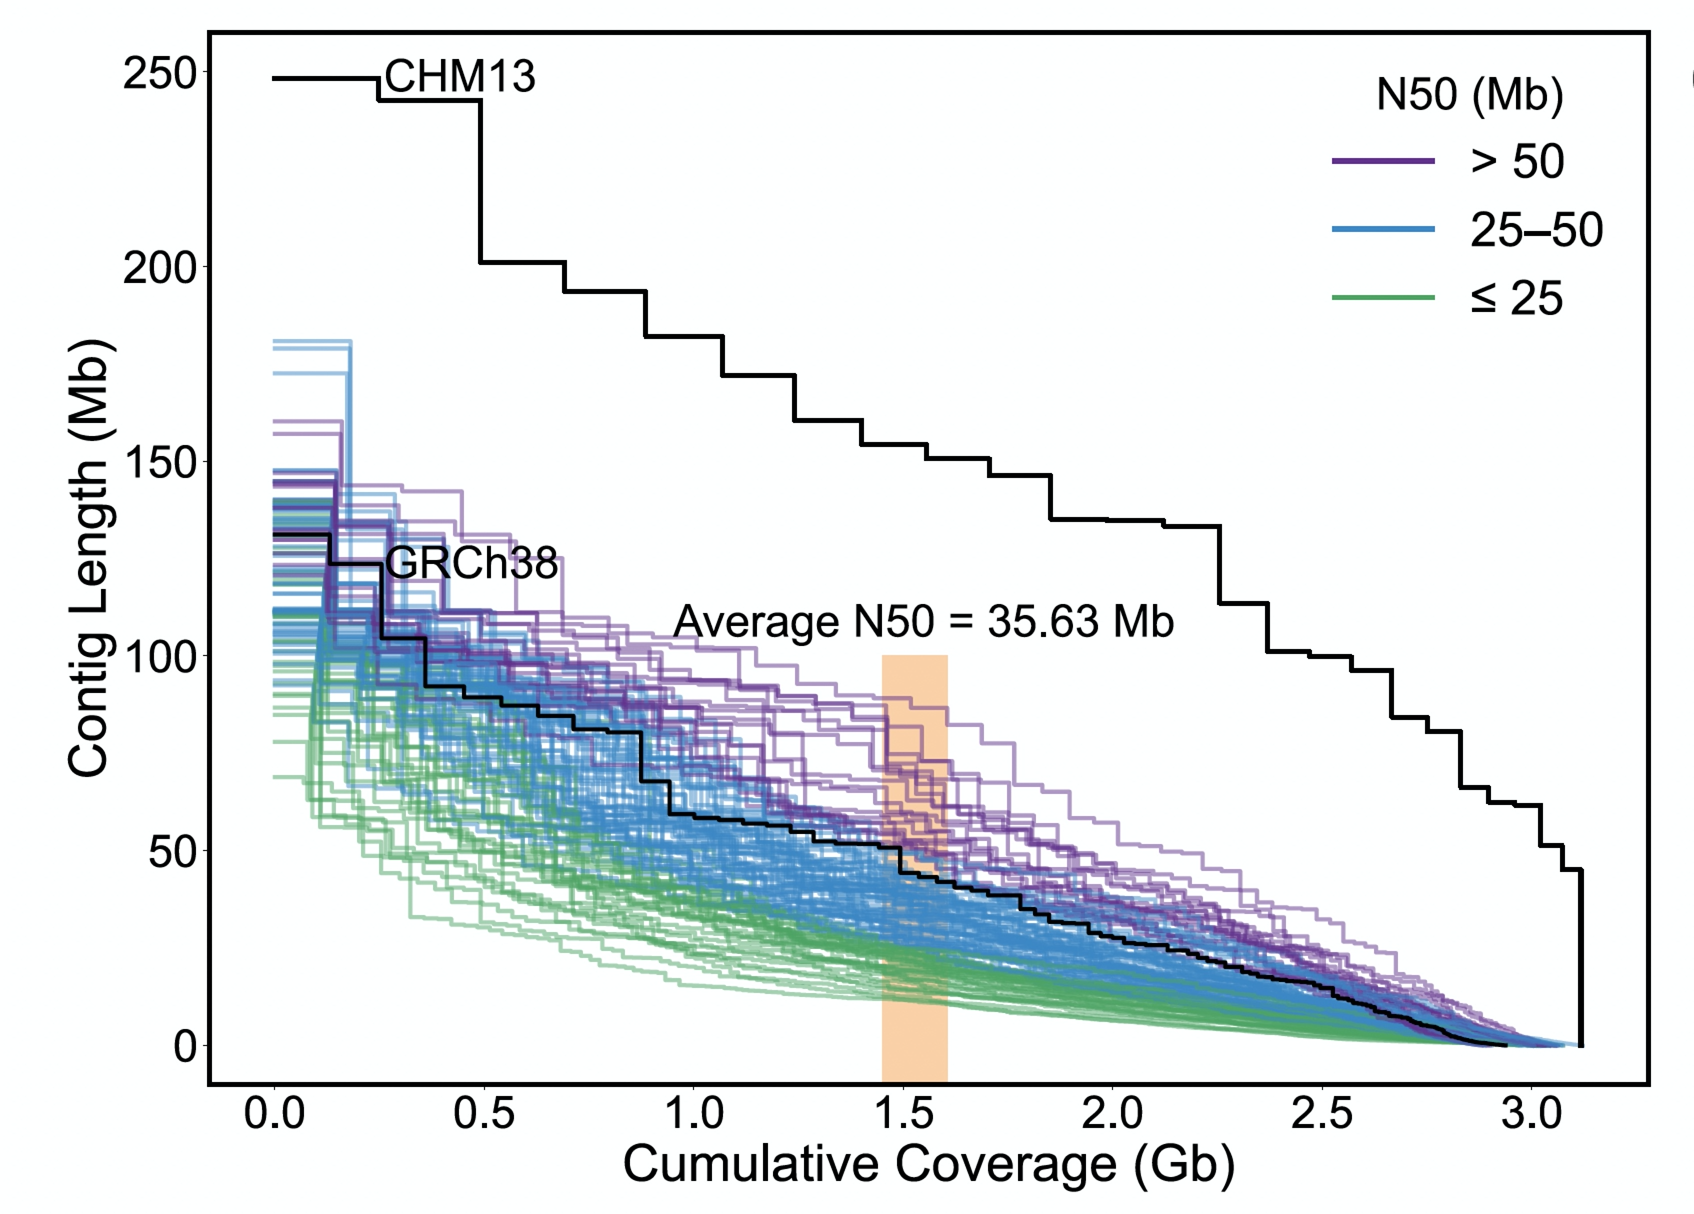 250
200
150
100
50
0
Contig Length (Mb)
CHM13
GRCh38
Average N50 = 35.63 Mb
N50 (Mb)
> 50
25–50
≤ 25
0.0 0.5 1.0 1.5 2.0 2.5 3.0
Cumulative Coverage (Gb)